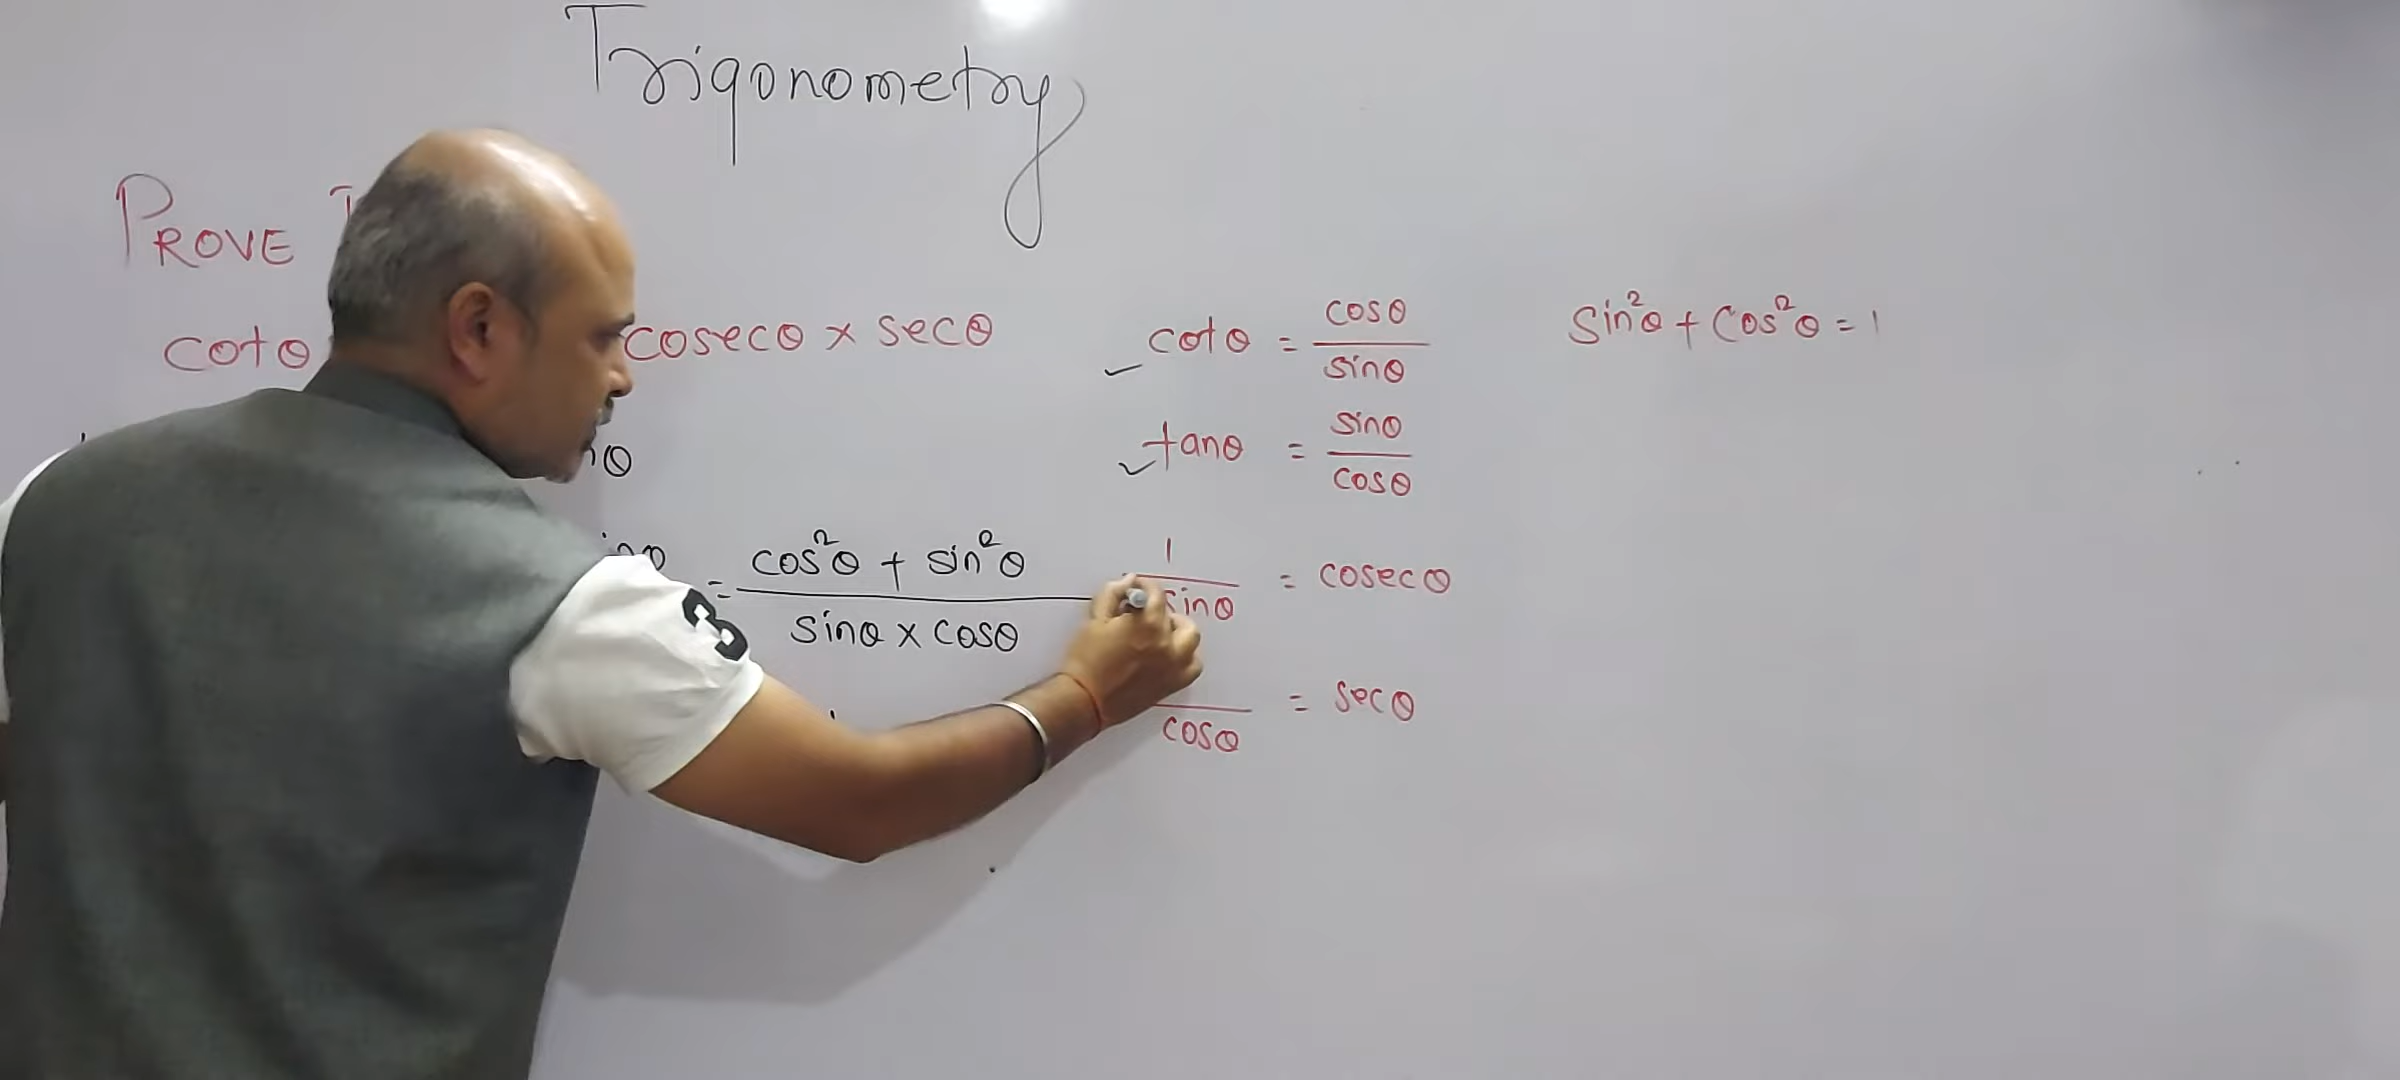 Trigonometry
PROVE
cotθ cosecθ × secθ
cotθ = cosθ / sinθ
sin²θ + cos²θ = 1
θ
tanθ = sinθ / cosθ
= cos²θ + sin²θ / sinθ × cosθ
1 / sinθ = cosecθ
3
cosθ = secθ